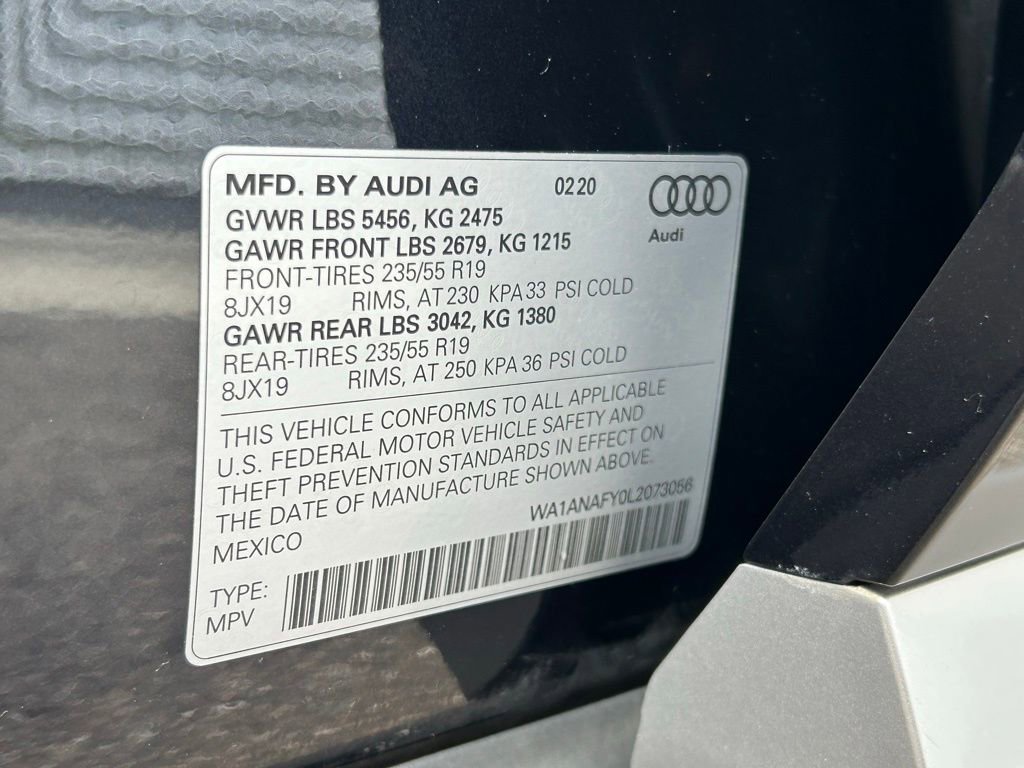 MFD. BY AUDI AG 0220
Audi
GVWR LBS 5456, KG 2475
GAWR FRONT LBS 2679, KG 1215
FRONT-TIRES 235/55 R19
8JX19 RIMS, AT 230 KPA 33 PSI COLD
GAWR REAR LBS 3042, KG 1380
REAR-TIRES 235/55 R19
8JX19 RIMS, AT 250 KPA 36 PSI COLD
THIS VEHICLE CONFORMS TO ALL APPLICABLE
U.S. FEDERAL MOTOR VEHICLE SAFETY AND
THEFT PREVENTION STANDARDS IN EFFECT ON
THE DATE OF MANUFACTURE SHOWN ABOVE.
WA1ANAFY0L2073056
MEXICO
TYPE:
MPV